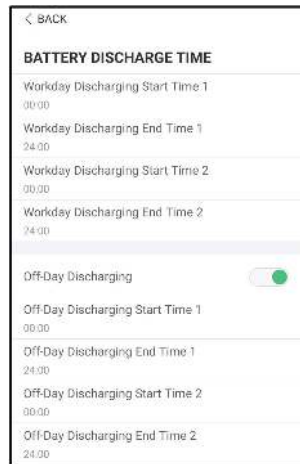 < BACK
BATTERY DISCHARGE TIME
Workday Discharging Start Time 1
00:00
Workday Discharging End Time 1
24:00
Workday Discharging Start Time 2
00:00
Workday Discharging End Time 2
24:00
Off-Day Discharging
Off-Day Discharging Start Time 1
00:00
Off-Day Discharging End Time 1
24:00
Off-Day Discharging Start Time 2
00:00
Off-Day Discharging End Time 2
24:00